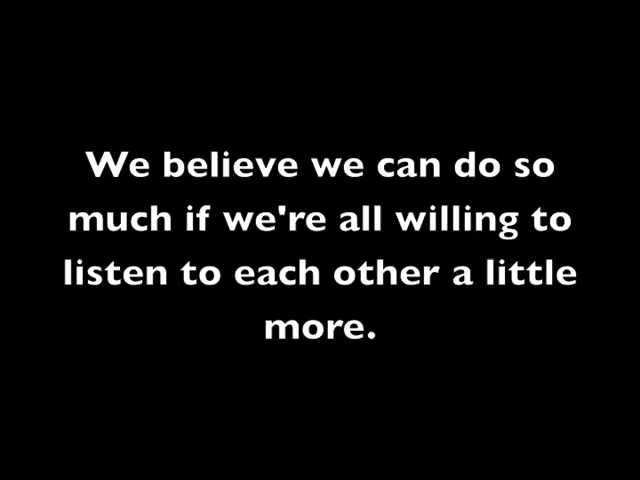 We believe we can do so
much if we're all willing to
listen to each other a little
more.